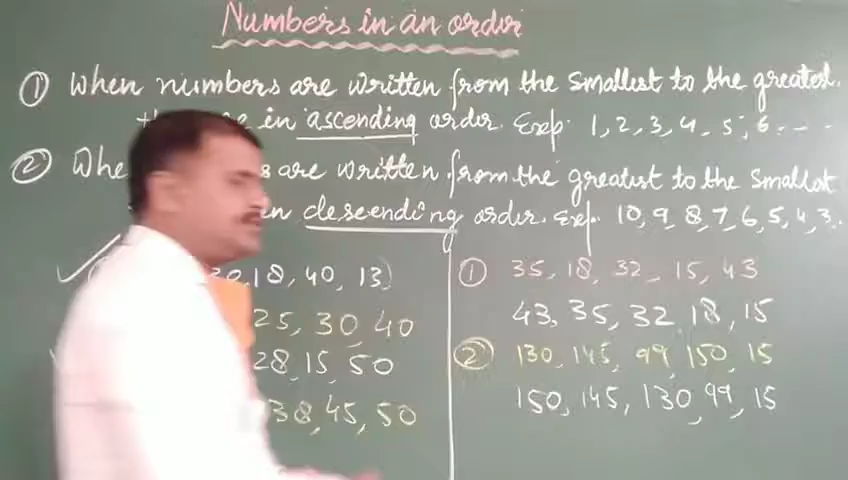 Numbers in an order
① When numbers are written from the smallest to the greatest.
in ascending order. Exp. 1, 2, 3, 4, 5, 6 - - -
② are written from the greatest to the smallest
in descending order. Exp. 10, 9, 8, 7, 6, 5, 4, 3..
18, 40, 13)
25, 30, 40
28, 15, 50
38, 45, 50
① 35, 18, 32, 15, 43
43, 35, 32, 18, 15
② 130, 145, 99, 150, 15
150, 145, 130, 99, 15